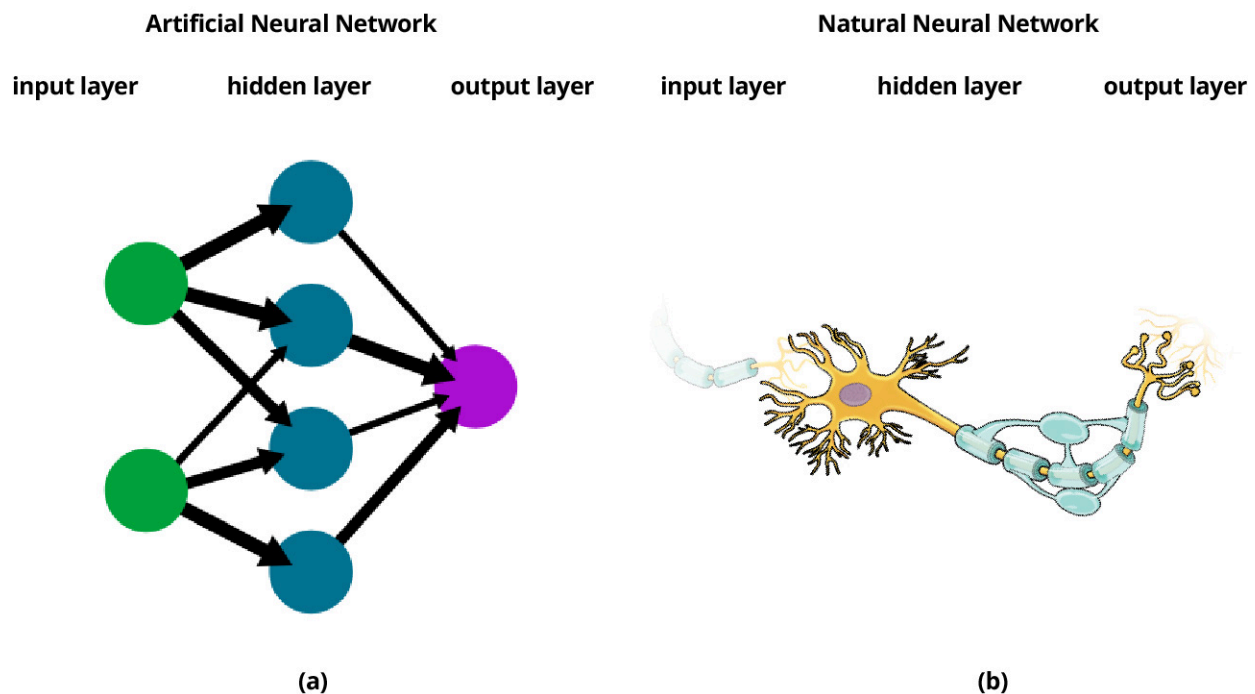 Artificial Neural Network
input layer hidden layer output layer
(a)
Natural Neural Network
input layer hidden layer output layer
(b)